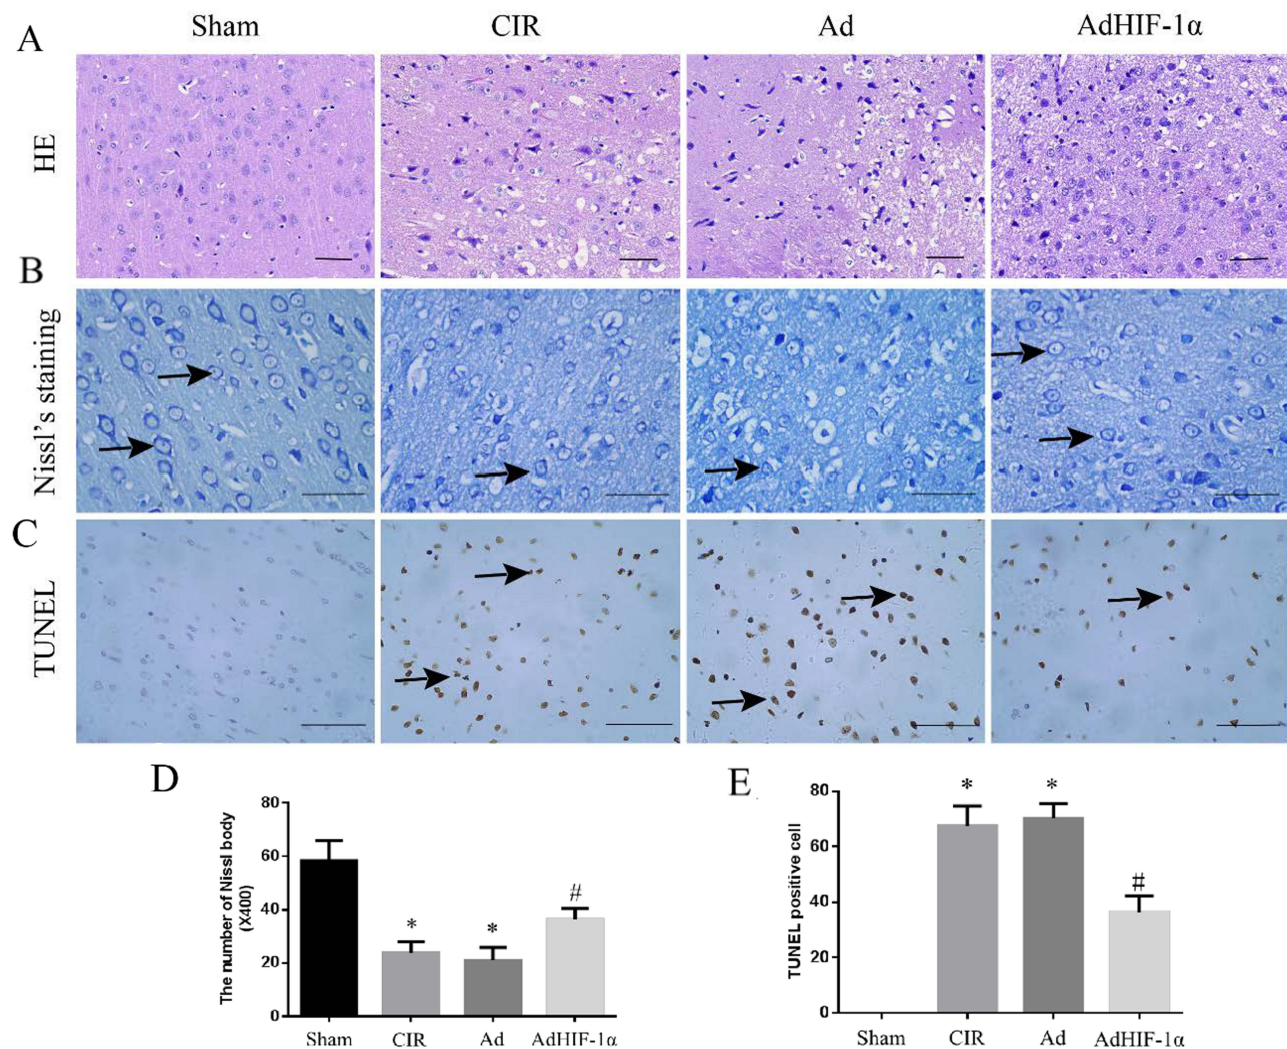 A
Sham
CIR
Ad
AdHIF-1α
HE
B
Nissl's staining
C
TUNEL
D
The number of Nissl body
(X400)
80
60
40
20
0
*
*
#
Sham
CIR
Ad
AdHIF-1α
E
TUNEL positive cell
80
60
40
20
0
*
*
#
Sham
CIR
Ad
AdHIF-1α